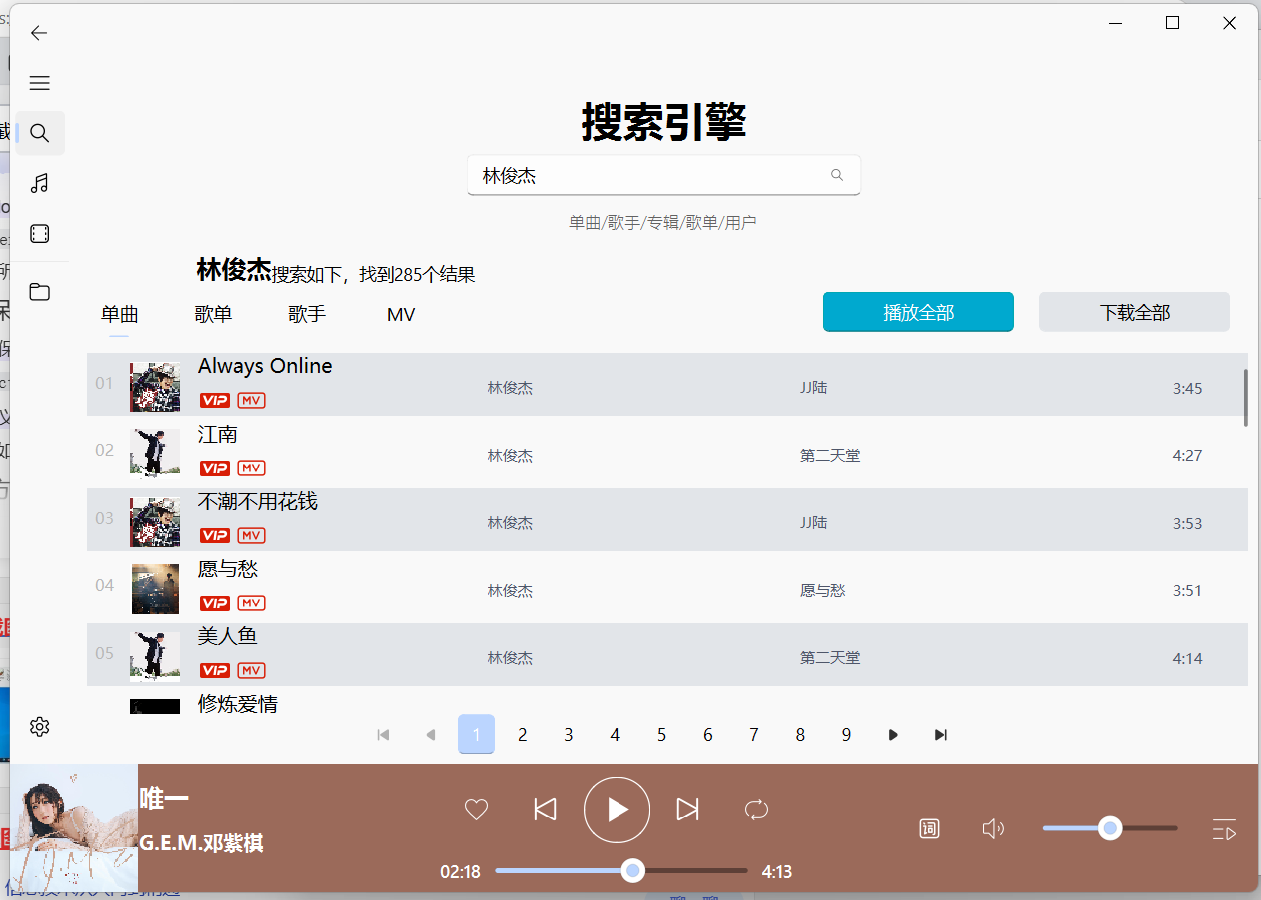 搜索引擎
林俊杰
单曲/歌手/专辑/歌单/用户
林俊杰搜索如下，找到285个结果
单曲 歌单 歌手 MV 播放全部 下载全部
01 Always Online 林俊杰 JJ陆 3:45
VIP MV
02 江南 林俊杰 第二天堂 4:27
VIP MV
03 不潮不用花钱 林俊杰 JJ陆 3:53
VIP MV
04 愿与愁 林俊杰 愿与愁 3:51
VIP MV
05 美人鱼 林俊杰 第二天堂 4:14
VIP MV
修炼爱情
1 2 3 4 5 6 7 8 9
唯一
G.E.M.邓紫棋
词
02:18 4:13